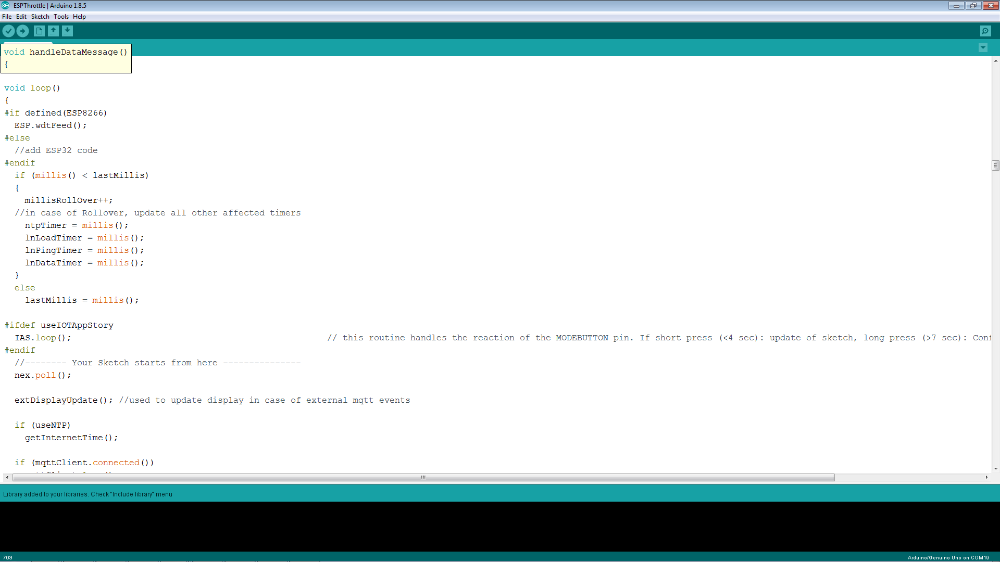 ESPThrottle | Arduino 1.8.5
File Edit Sketch Tools Help
void handleDataMessage()
{
void loop()
{
#if defined(ESP8266)
  ESP.wdtFeed();
#else
  //add ESP32 code
#endif
  if (millis() < lastMillis)
  {
    millisRollOver++;
  //in case of Rollover, update all other affected timers
    ntpTimer = millis();
    lnLoadTimer = millis();
    lnPingTimer = millis();
    lnDataTimer = millis();
  }
  else
    lastMillis = millis();
#ifdef useIOTAppStory
  IAS.loop(); // this routine handles the reaction of the MODEBUTTON pin. If short press (<4 sec): update of sketch, long press (>7 sec): Conf
#endif
  //-------- Your Sketch starts from here ---------------
  nex.poll();
  extDisplayUpdate(); //used to update display in case of external mqtt events
  if (useNTP)
    getInternetTime();
  if (mqttClient.connected())
Library added to your libraries. Check "Include library" menu
703
Arduino/Genuino Uno on COM19